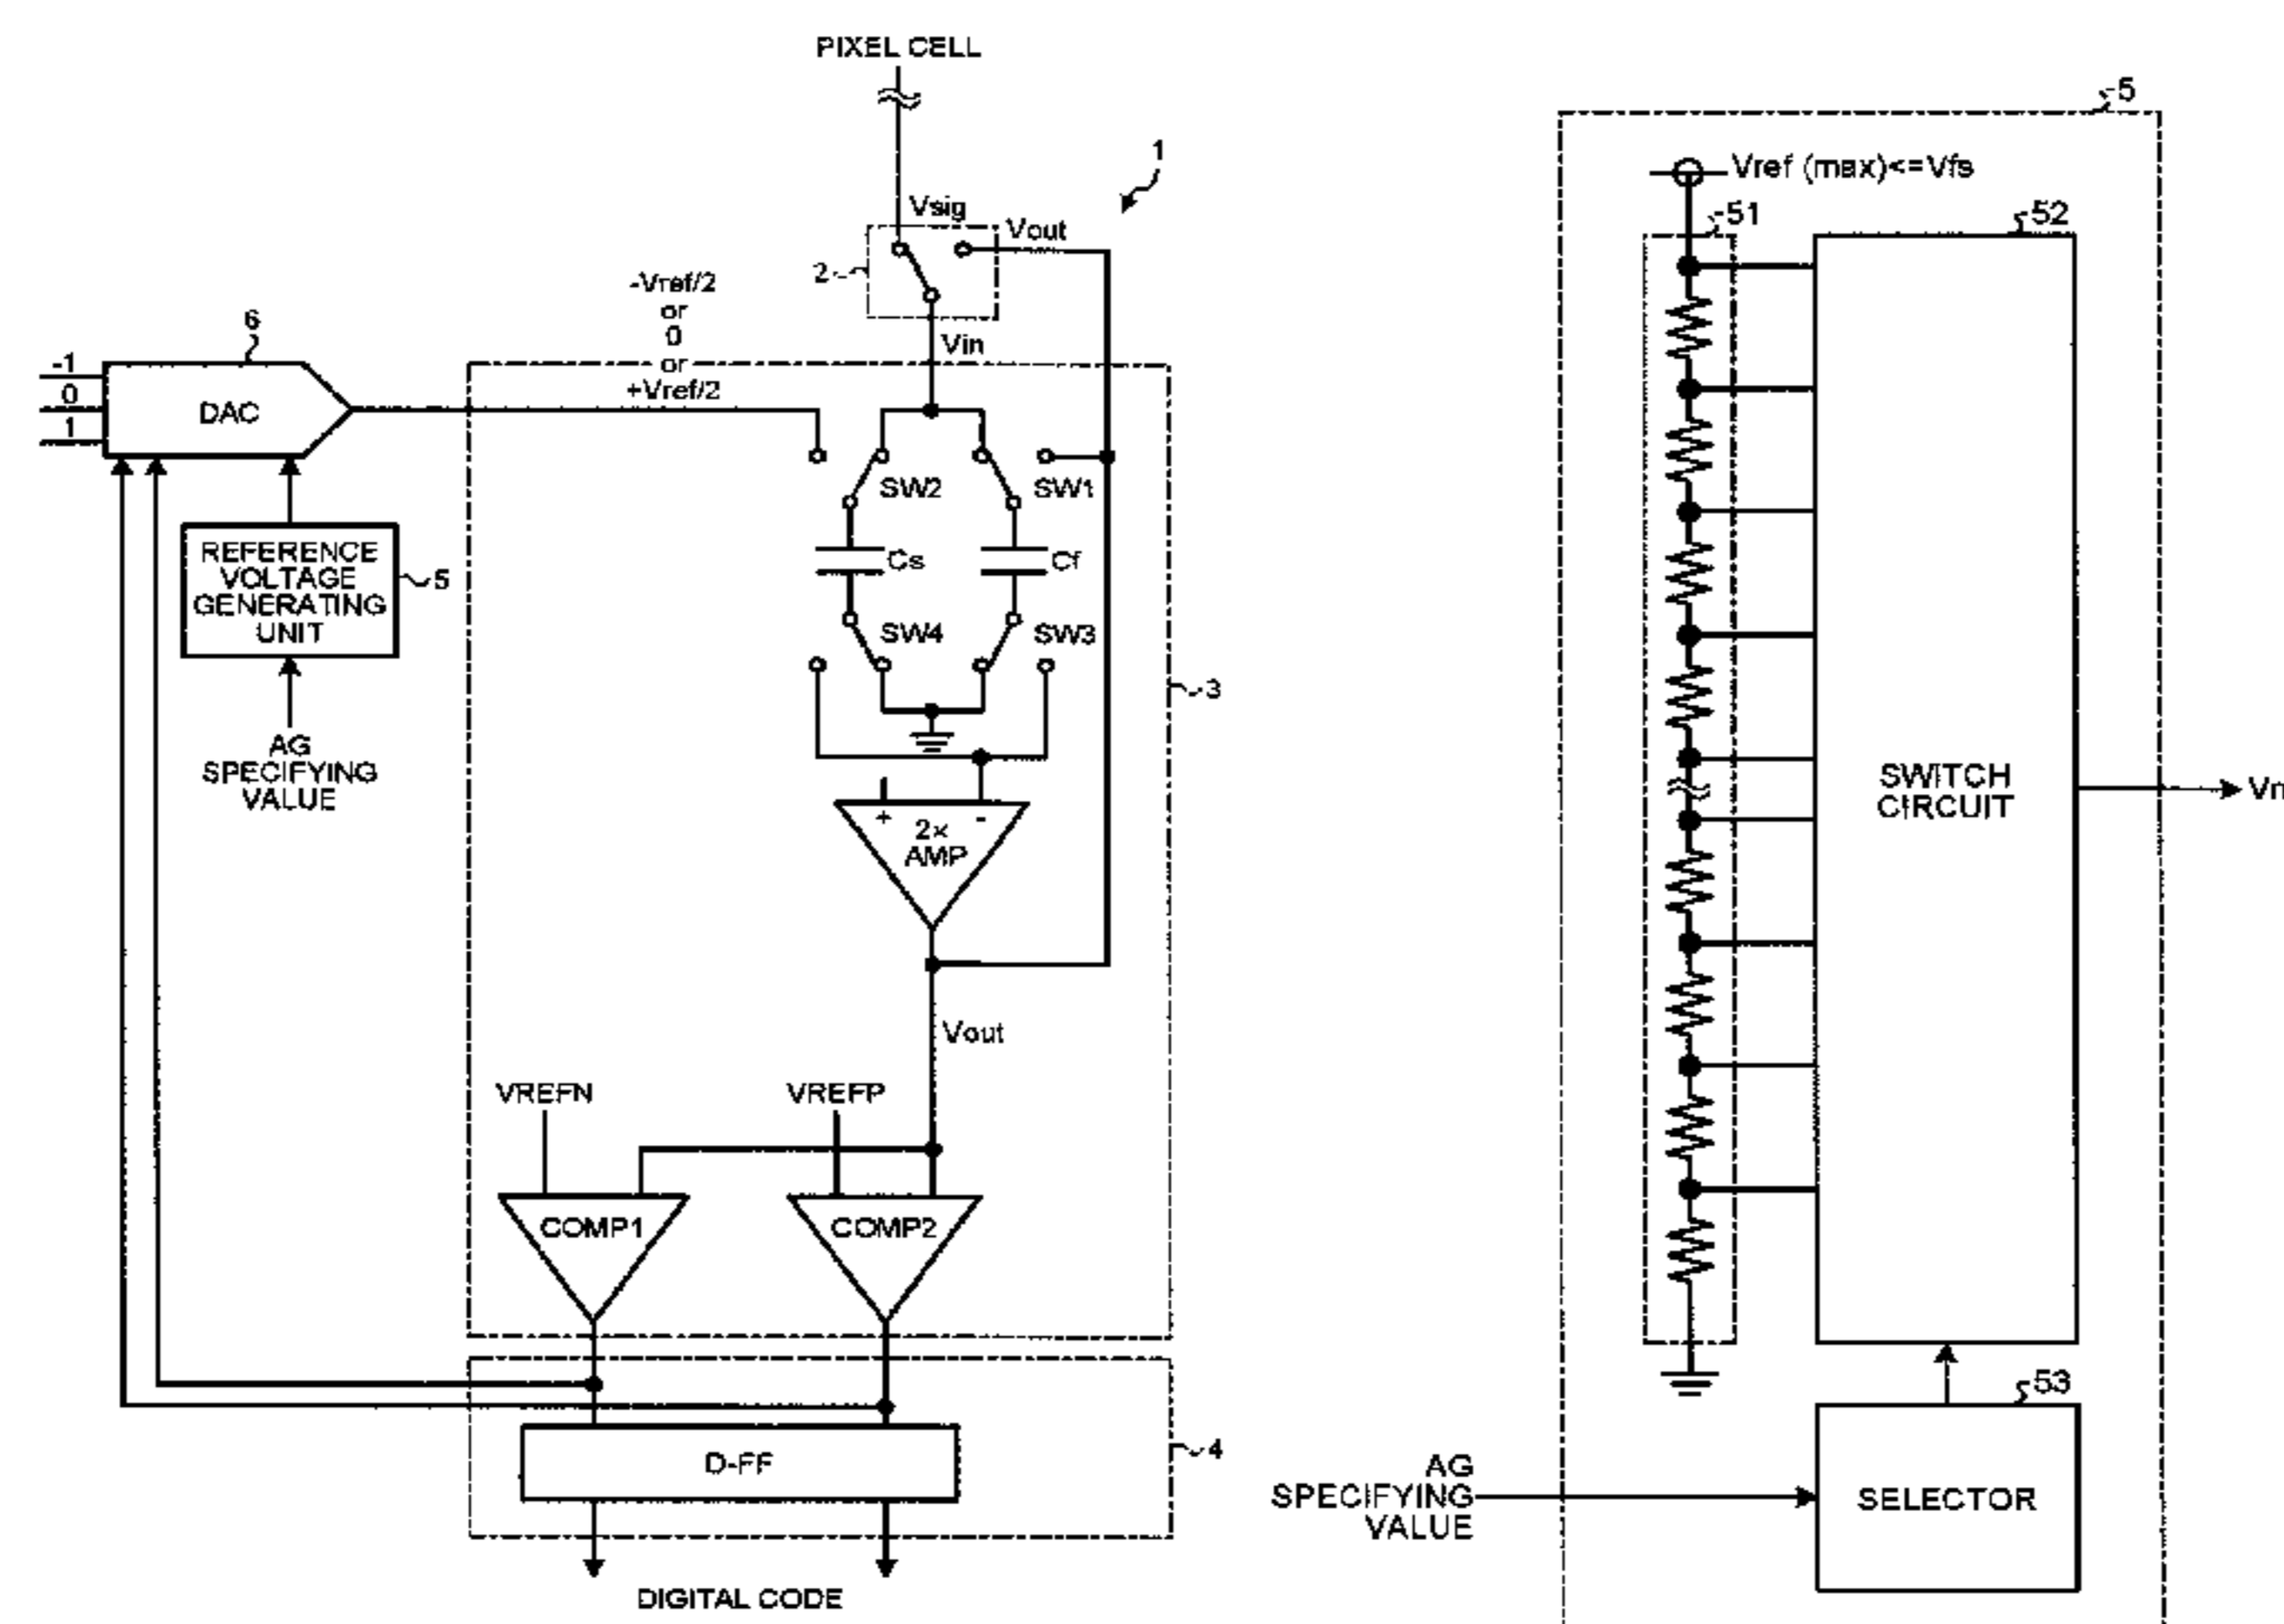 PIXEL CELL
1
Vsig
Vout
2
-Vref/2
or
0
or
+Vref/2
Vin
6
-1
0
1
DAC
SW2
SW1
Cs
Cf
SW4
SW3
REFERENCE
VOLTAGE
GENERATING
UNIT
5
AG
SPECIFYING
VALUE
3
+
-
2×
AMP
Vout
VREFN
VREFP
COMP1
COMP2
D-FF
4
DIGITAL CODE
5
Vref (max)<=Vfs
51
52
SWITCH
CIRCUIT
53
AG
SPECIFYING
VALUE
SELECTOR